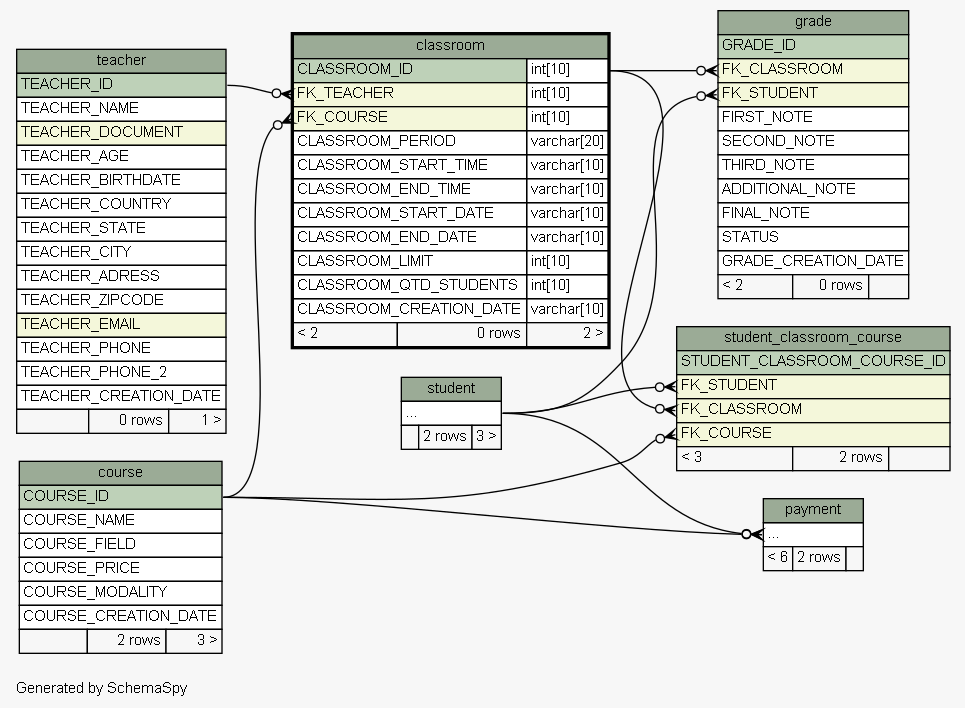 teacher
TEACHER_ID
TEACHER_NAME
TEACHER_DOCUMENT
TEACHER_AGE
TEACHER_BIRTHDATE
TEACHER_COUNTRY
TEACHER_STATE
TEACHER_CITY
TEACHER_ADRESS
TEACHER_ZIPCODE
TEACHER_EMAIL
TEACHER_PHONE
TEACHER_PHONE_2
TEACHER_CREATION_DATE
0 rows 1 >
classroom
CLASSROOM_ID int[10]
FK_TEACHER int[10]
FK_COURSE int[10]
CLASSROOM_PERIOD varchar[20]
CLASSROOM_START_TIME varchar[10]
CLASSROOM_END_TIME varchar[10]
CLASSROOM_START_DATE varchar[10]
CLASSROOM_END_DATE varchar[10]
CLASSROOM_LIMIT int[10]
CLASSROOM_QTD_STUDENTS int[10]
CLASSROOM_CREATION_DATE varchar[10]
< 2 0 rows 2 >
grade
GRADE_ID
FK_CLASSROOM
FK_STUDENT
FIRST_NOTE
SECOND_NOTE
THIRD_NOTE
ADDITIONAL_NOTE
FINAL_NOTE
STATUS
GRADE_CREATION_DATE
< 2 0 rows
student_classroom_course
STUDENT_CLASSROOM_COURSE_ID
FK_STUDENT
FK_CLASSROOM
FK_COURSE
< 3 2 rows
student
...
2 rows 3 >
course
COURSE_ID
COURSE_NAME
COURSE_FIELD
COURSE_PRICE
COURSE_MODALITY
COURSE_CREATION_DATE
2 rows 3 >
payment
...
< 6 2 rows
Generated by SchemaSpy